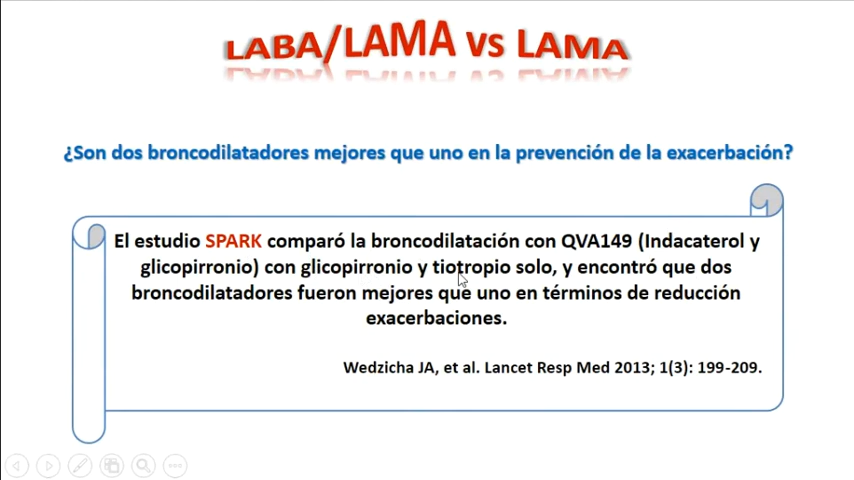 LABA/LAMA vs LAMA
¿Son dos broncodilatadores mejores que uno en la prevención de la exacerbación?
El estudio SPARK comparó la broncodilatación con QVA149 (Indacaterol y
glicopirronio) con glicopirronio y tiotropio solo, y encontró que dos
broncodilatadores fueron mejores que uno en términos de reducción
exacerbaciones.
Wedzicha JA, et al. Lancet Resp Med 2013; 1(3): 199-209.